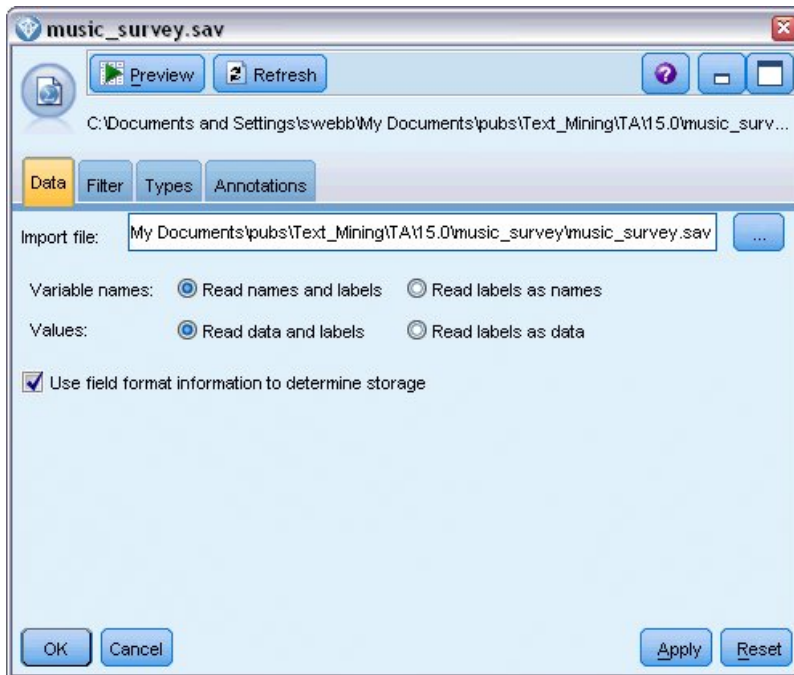 music_survey.sav
Preview Refresh
C:\Documents and Settings\swebb\My Documents\pubs\Text_Mining\TA\15.0\music_surv...
Data Filter Types Annotations
Import file: My Documents\pubs\Text_Mining\TA\15.0\music_survey\music_survey.sav ...
Variable names: Read names and labels Read labels as names
Values: Read data and labels Read labels as data
Use field format information to determine storage
OK Cancel Apply Reset